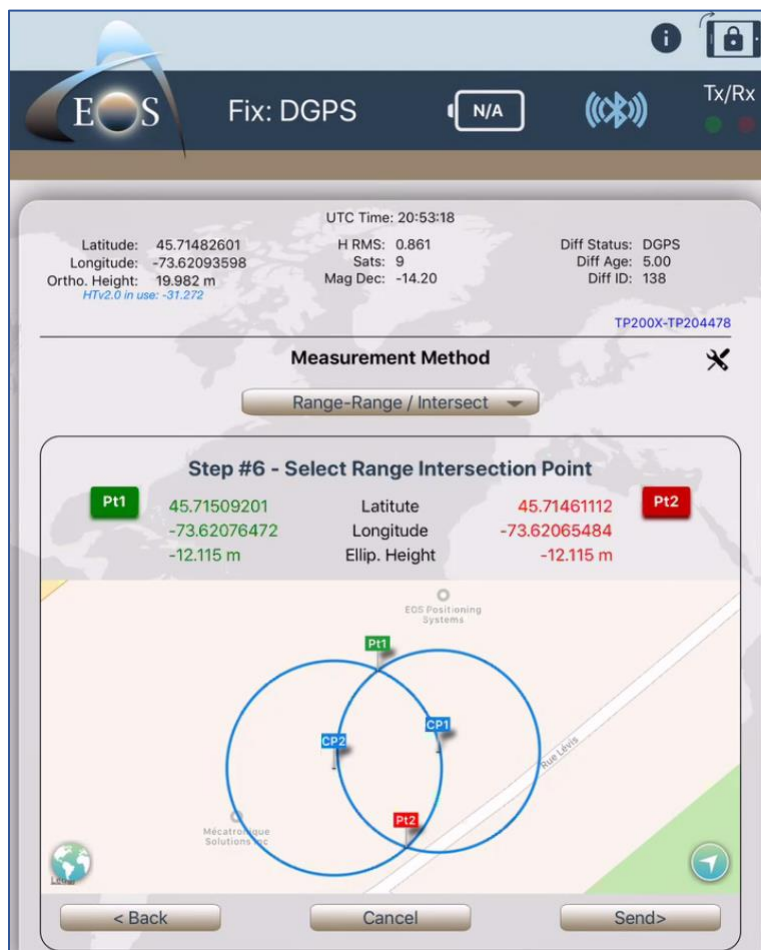 EOS
Fix: DGPS
N/A
Tx/Rx
UTC Time: 20:53:18
Latitude: 45.71482601
H RMS: 0.861
Diff Status: DGPS
Longitude: -73.62093598
Sats: 9
Diff Age: 5.00
Ortho. Height: 19.982 m
Mag Dec: -14.20
Diff ID: 138
HTv2.0 in use: -31.272
TP200X-TP204478
Measurement Method
Range-Range / Intersect
Step #6 - Select Range Intersection Point
Pt1
45.71509201 Latitute 45.71461112
Pt2
-73.62076472 Longitude -73.62065484
-12.115 m Ellip. Height -12.115 m
EOS Positioning
Systems
Pt1
CP1
CP2
Rue Lévis
Pt2
Mécatronique
Solutions inc
Legal
< Back
Cancel
Send>